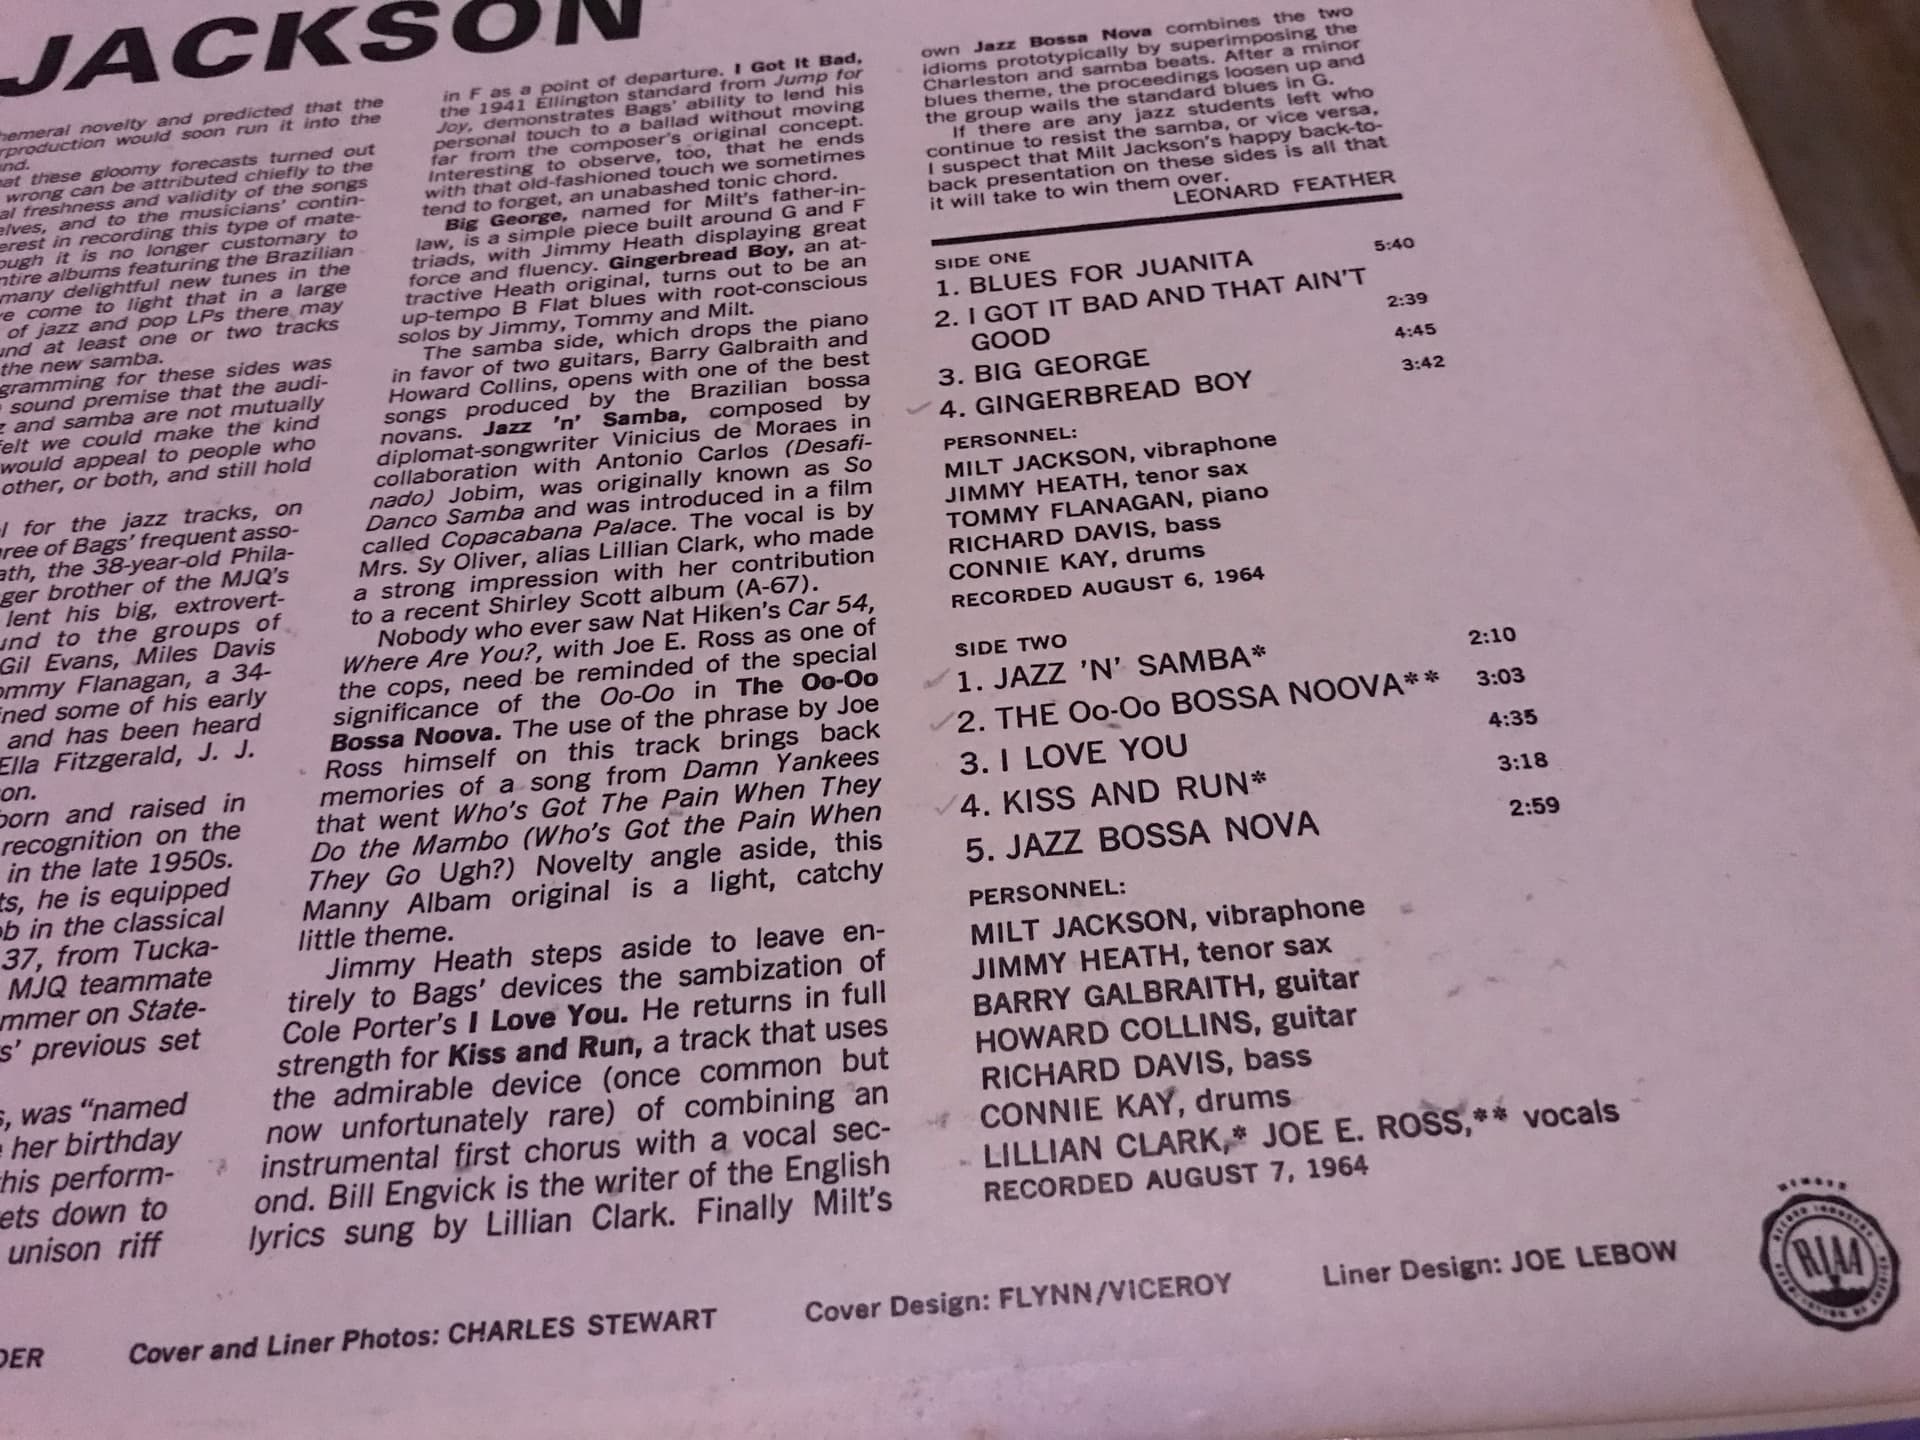 JACKSON
hemeral novelty and predicted that the
rproduction would soon run it into the
nd.
at these gloomy forecasts turned out
wrong can be attributed chiefly to the
al freshness and validity of the songs
elves, and to the musicians' contin-
erest in recording this type of mate-
ough it is no longer customary to
ntire albums featuring the Brazilian
many delightful new tunes in the
ve come to light that in a large
of jazz and pop LPs there may
und at least one or two tracks
the new samba.
gramming for these sides was
sound premise that the audi-
z and samba are not mutually
felt we could make the kind
would appeal to people who
other, or both, and still hold
l for the jazz tracks, on
ree of Bags' frequent asso-
ath, the 38-year-old Phila-
ger brother of the MJQ's
lent his big, extrovert-
und to the groups of
Gil Evans, Miles Davis
ommy Flanagan, a 34-
ned some of his early
and has been heard
Ella Fitzgerald, J. J.
on.
born and raised in
recognition on the
in the late 1950s.
ts, he is equipped
ob in the classical
37, from Tucka-
MJQ teammate
mmer on State-
s' previous set
s, was "named
her birthday
his perform-
ets down to
unison riff
in F as a point of departure. I Got It Bad,
the 1941 Ellington standard from Jump for
Joy, demonstrates Bags' ability to lend his
personal touch to a ballad without moving
far from the composer's original concept.
Interesting to observe, too, that he ends
with that old-fashioned touch we sometimes
tend to forget, an unabashed tonic chord.
Big George, named for Milt's father-in-
law, is a simple piece built around G and F
triads, with Jimmy Heath displaying great
force and fluency. Gingerbread Boy, an at-
tractive Heath original, turns out to be an
up-tempo B Flat blues with root-conscious
solos by Jimmy, Tommy and Milt.
The samba side, which drops the piano
in favor of two guitars, Barry Galbraith and
Howard Collins, opens with one of the best
songs produced by the Brazilian bossa
novans. Jazz 'n' Samba, composed by
diplomat-songwriter Vinicius de Moraes in
collaboration with Antonio Carlos (Desafi-
nado) Jobim, was originally known as So
Danco Samba and was introduced in a film
called Copacabana Palace. The vocal is by
Mrs. Sy Oliver, alias Lillian Clark, who made
a strong impression with her contribution
to a recent Shirley Scott album (A-67).
Nobody who ever saw Nat Hiken's Car 54,
Where Are You?, with Joe E. Ross as one of
the cops, need be reminded of the special
significance of the Oo-Oo in The Oo-Oo
Bossa Noova. The use of the phrase by Joe
Ross himself on this track brings back
memories of a song from Damn Yankees
that went Who's Got The Pain When They
Do the Mambo (Who's Got the Pain When
They Go Ugh?) Novelty angle aside, this
Manny Albam original is a light, catchy
little theme.
Jimmy Heath steps aside to leave en-
tirely to Bags' devices the sambization of
Cole Porter's I Love You. He returns in full
strength for Kiss and Run, a track that uses
the admirable device (once common but
now unfortunately rare) of combining an
instrumental first chorus with a vocal sec-
ond. Bill Engvick is the writer of the English
lyrics sung by Lillian Clark. Finally Milt's
own Jazz Bossa Nova combines the two
idioms prototypically by superimposing the
Charleston and samba beats. After a minor
blues theme, the proceedings loosen up and
the group wails the standard blues in G.
If there are any jazz students left who
continue to resist the samba, or vice versa,
I suspect that Milt Jackson's happy back-to-
back presentation on these sides is all that
it will take to win them over.
LEONARD FEATHER
SIDE ONE
1. BLUES FOR JUANITA 5:40
2. I GOT IT BAD AND THAT AIN'T
GOOD 2:39
3. BIG GEORGE 4:45
4. GINGERBREAD BOY 3:42
PERSONNEL:
MILT JACKSON, vibraphone
JIMMY HEATH, tenor sax
TOMMY FLANAGAN, piano
RICHARD DAVIS, bass
CONNIE KAY, drums
RECORDED AUGUST 6, 1964
SIDE TWO
1. JAZZ 'N' SAMBA* 2:10
2. THE Oo-Oo BOSSA NOOVA** 3:03
3. I LOVE YOU 4:35
4. KISS AND RUN* 3:18
5. JAZZ BOSSA NOVA 2:59
PERSONNEL:
MILT JACKSON, vibraphone
JIMMY HEATH, tenor sax
BARRY GALBRAITH, guitar
HOWARD COLLINS, guitar
RICHARD DAVIS, bass
CONNIE KAY, drums
LILLIAN CLARK,* JOE E. ROSS,** vocals
RECORDED AUGUST 7, 1964
DER Cover and Liner Photos: CHARLES STEWART Cover Design: FLYNN/VICEROY Liner Design: JOE LEBOW
MEMBER
RIAA